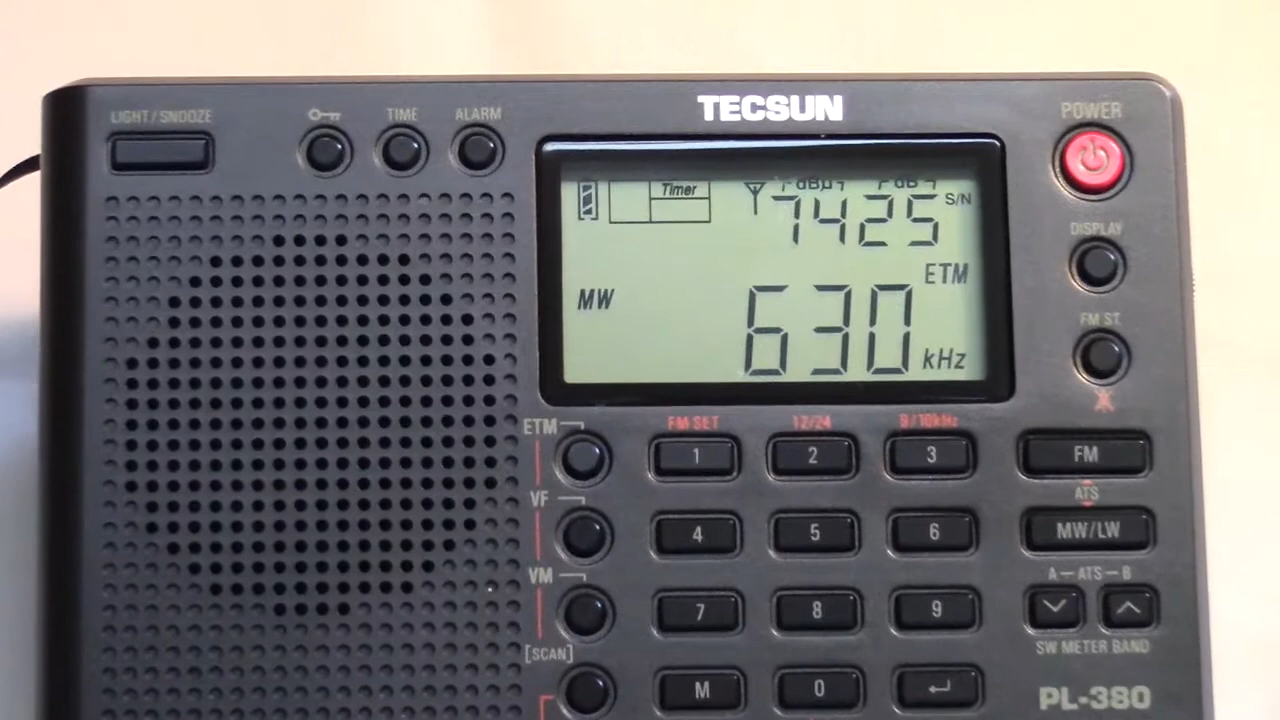 TECSUN
POWER
LIGHT/SNOOZE TIME ALARM
Timer dBμ dB
7425 S/N
DISPLAY
ETM
MW
630 kHz
FM ST.
ETM FM SET 12/24 9/10kHz
1 2 3 FM
VF ATS
4 5 6 MW/LW
VM A—ATS—B
7 8 9
[SCAN] SW METER BAND
M 0
PL-380